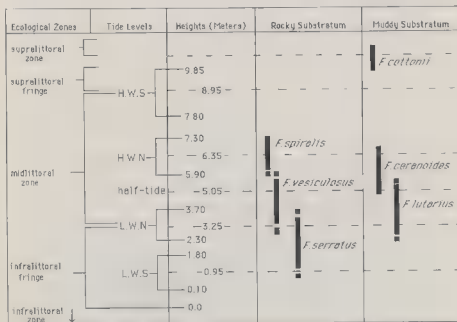 Ecological Zones Tide Levels Heights (Meters) Rocky Substratum Muddy Substratum
supralittoral
zone
F. cottonii
supralittoral
fringe
9.85
H.W.S 8.95
7.80
7.30
F. spiralis
H.W.N 6.35
F. ceranoides
5.90
midlittoral
zone
F. vesiculosus
half-tide 5.05
F. lutarius
3.70
L.W.N 3.25
2.30
F. serratus
1.80
infralittoral
fringe
L.W.S 0.95
0.10
0.0
infralittoral
zone